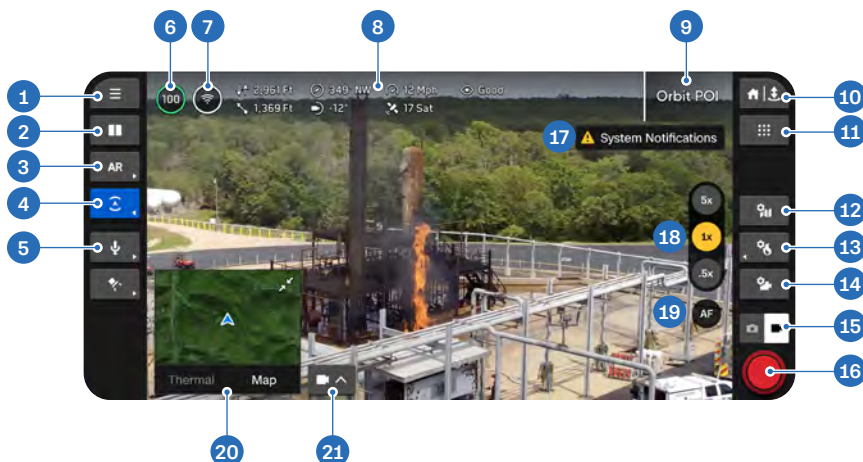 6 7 8 9
100 2,961 Ft 349° NW 12 Mph Good
1,369 Ft -12° 17 Sat
Orbit POI
1 10
2 11
17 System Notifications
3 AR
4 5x 12
18 1x
5 .5x 13
19 AF 14
15
Thermal Map
16
20 21